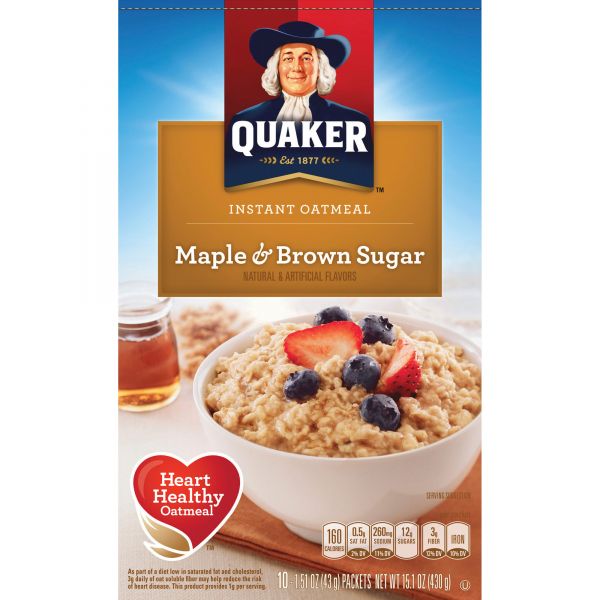 QUAKER
Est 1877
™
INSTANT OATMEAL
Maple & Brown Sugar
NATURAL & ARTIFICIAL FLAVORS
Heart
Healthy
Oatmeal
™
SERVING SUGGESTION
160
CALORIES
0.5g
SAT FAT
2% DV
260mg
SODIUM
11% DV
12g
SUGARS
3g
FIBER
12% DV
IRON
10% DV
As part of a diet low in saturated fat and cholesterol,
3g daily of oat soluble fiber may help reduce the risk
of heart disease. This product provides 1g per serving.
10 - 1.51 OZ (43 g) PACKETS NET WT 15.1 OZ (430 g)
U